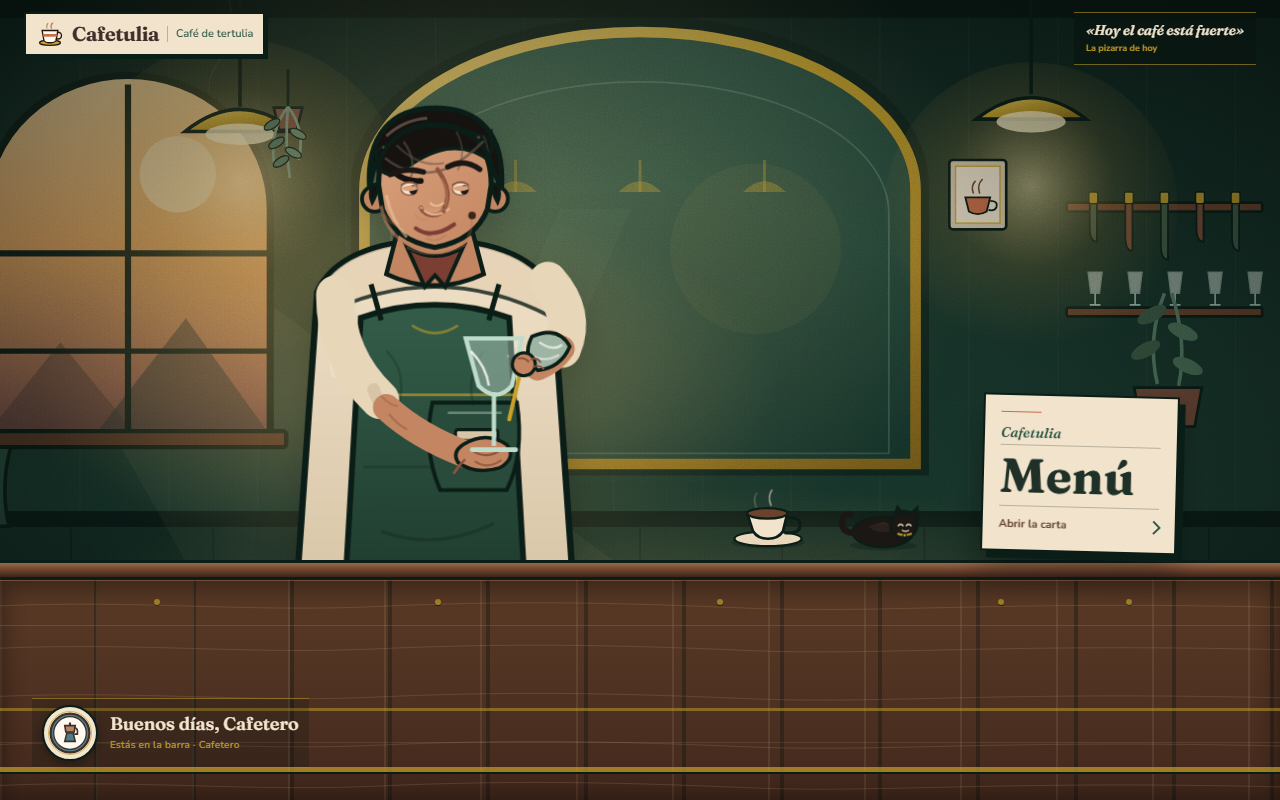 Cafetulia
Café de tertulia
«Hoy el café está fuerte»
La pizarra de hoy
Cafetulia
Menú
Abrir la carta
Buenos días, Cafetero
Estás en la barra · Cafetero